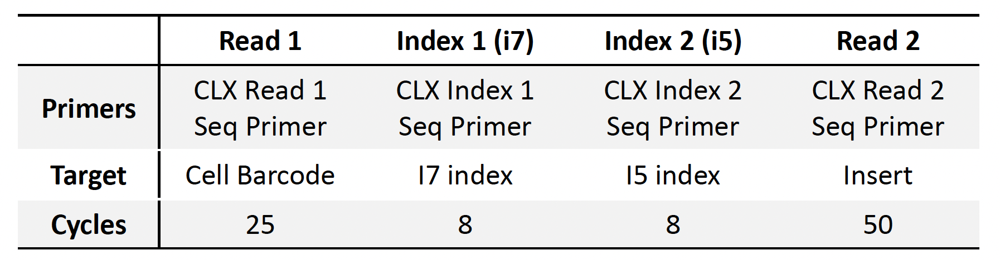 Read 1 Index 1 (i7) Index 2 (i5) Read 2
Primers
CLX Read 1 CLX Index 1 CLX Index 2 CLX Read 2
Seq Primer Seq Primer Seq Primer Seq Primer
Target Cell Barcode I7 index I5 index Insert
Cycles 25 8 8 50